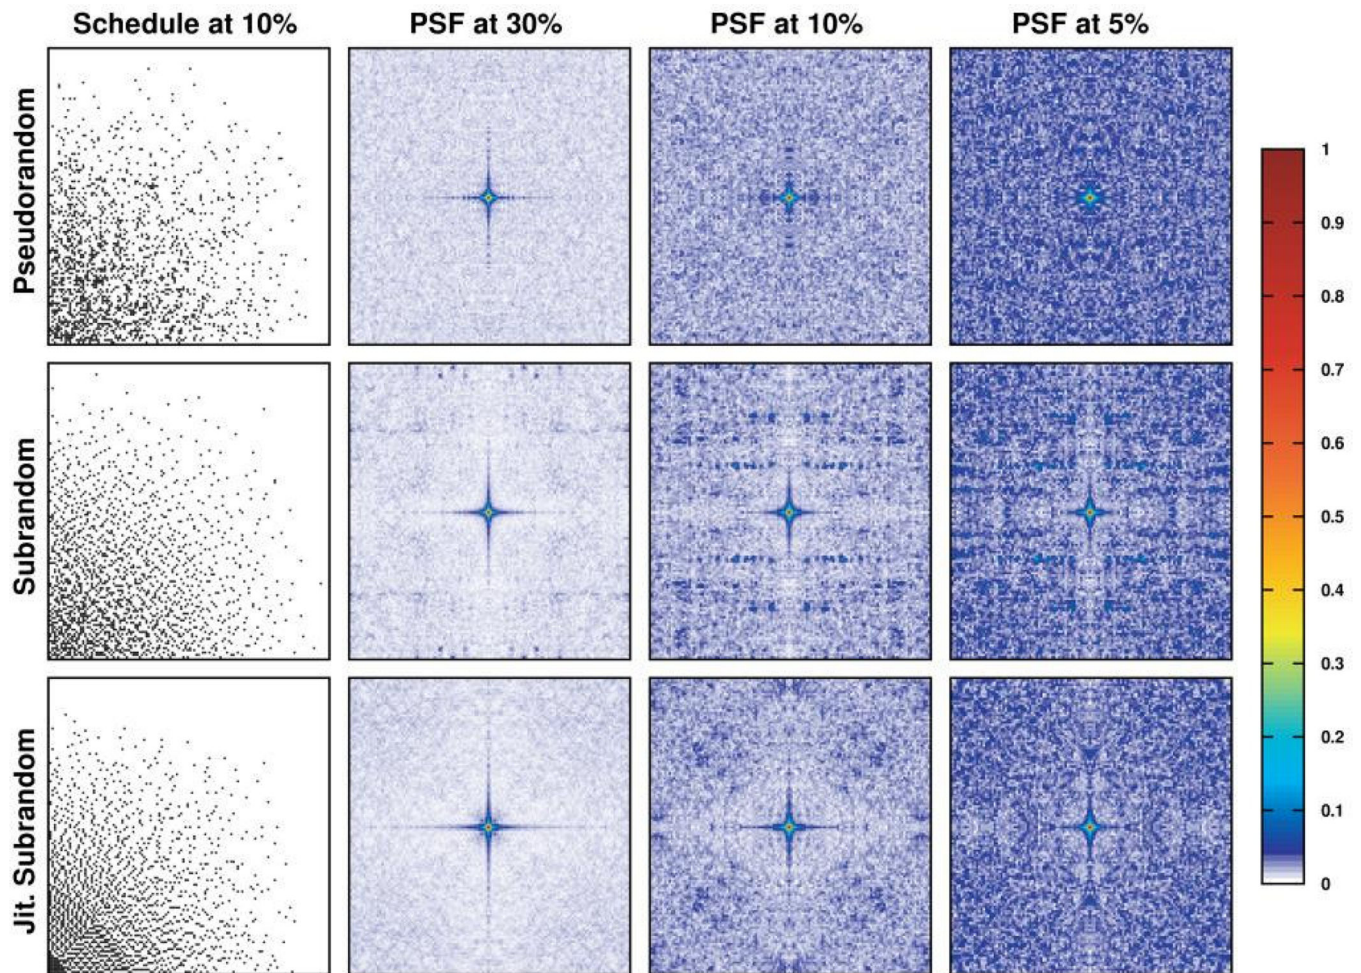 Schedule at 10% PSF at 30% PSF at 10% PSF at 5%
Pseudorandom
Subrandom
Jit. Subrandom
1
0.9
0.8
0.7
0.6
0.5
0.4
0.3
0.2
0.1
0